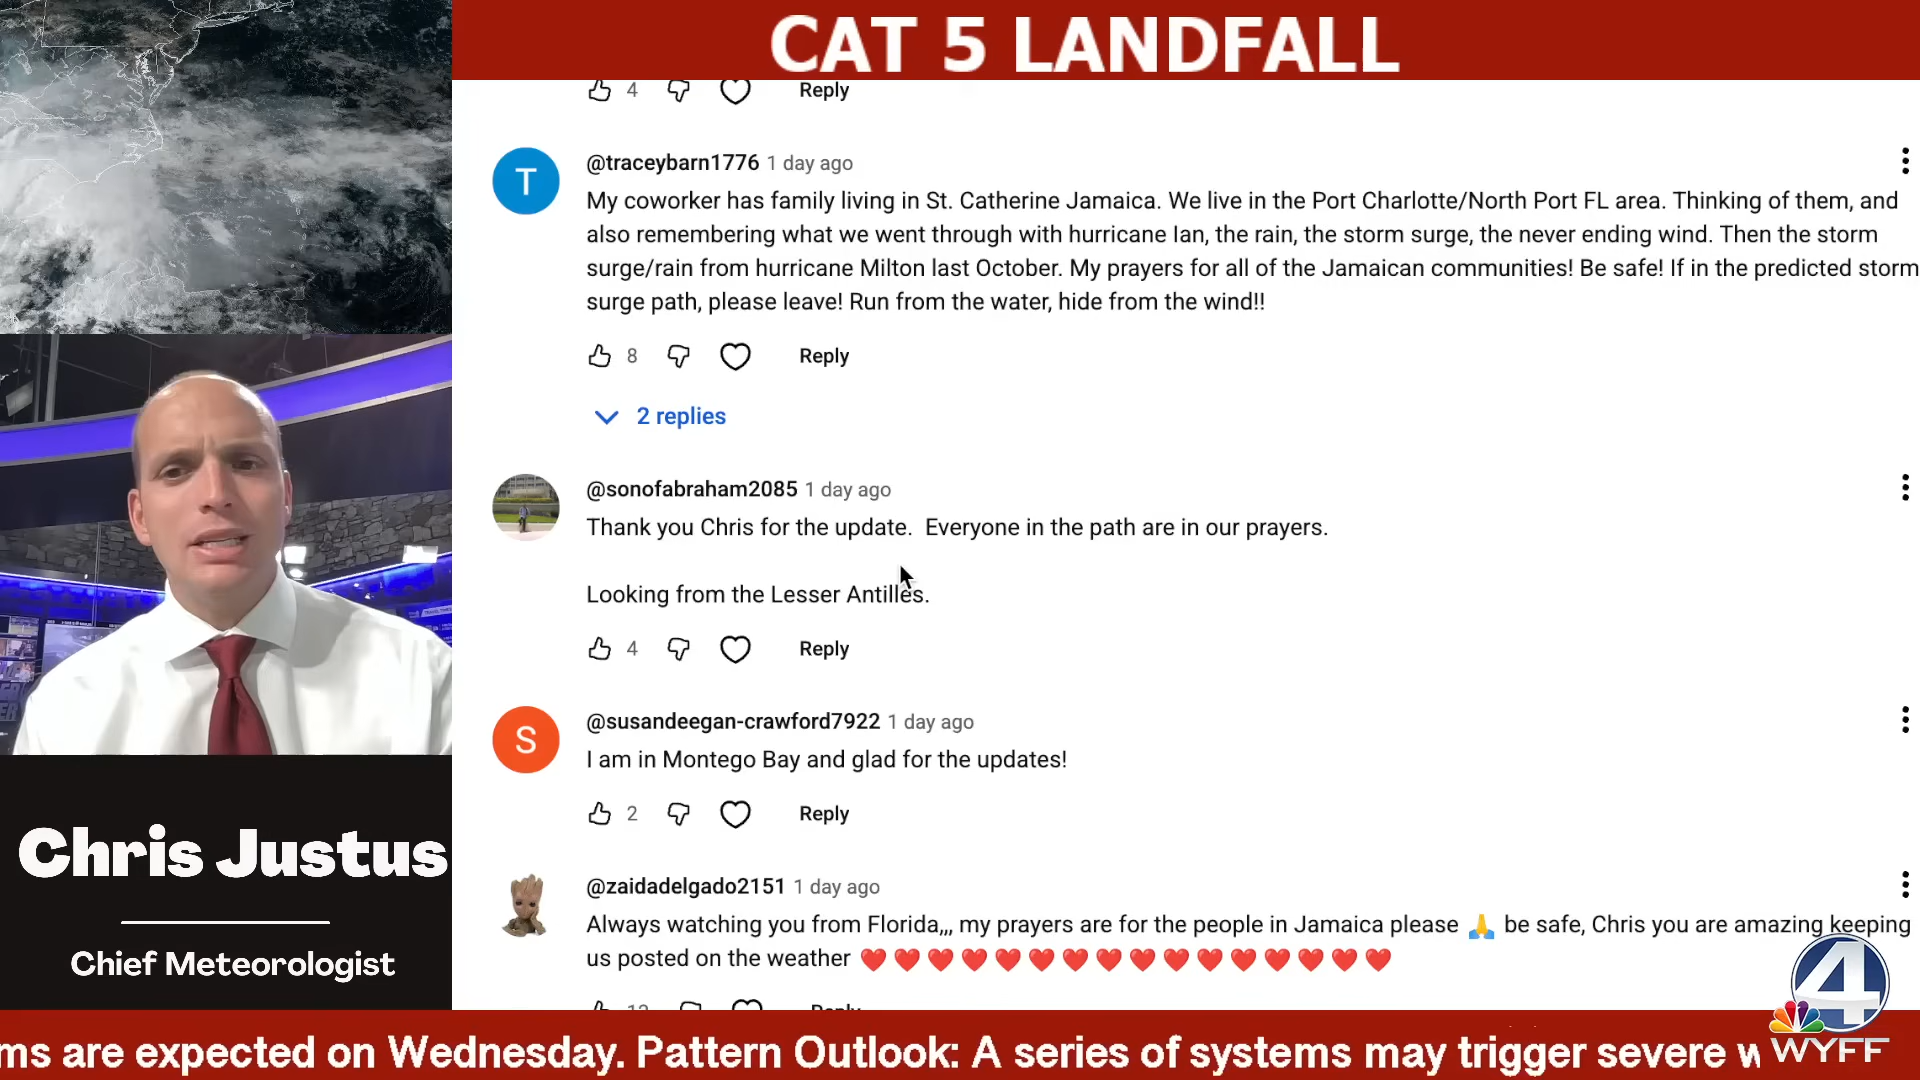 CAT 5 LANDFALL
4 Reply
T
@traceybarn1776 1 day ago
My coworker has family living in St. Catherine Jamaica. We live in the Port Charlotte/North Port FL area. Thinking of them, and
also remembering what we went through with hurricane Ian, the rain, the storm surge, the never ending wind. Then the storm
surge/rain from hurricane Milton last October. My prayers for all of the Jamaican communities! Be safe! If in the predicted storm
surge path, please leave! Run from the water, hide from the wind!!
8 Reply
2 replies
@sonofabraham2085 1 day ago
Thank you Chris for the update. Everyone in the path are in our prayers.
Looking from the Lesser Antilles.
4 Reply
S
@susandeegan-crawford7922 1 day ago
I am in Montego Bay and glad for the updates!
2 Reply
@zaidadelgado2151 1 day ago
Always watching you from Florida,,, my prayers are for the people in Jamaica please 🙏 be safe, Chris you are amazing keeping
us posted on the weather ❤️❤️❤️❤️❤️❤️❤️❤️❤️❤️❤️❤️❤️❤️❤️❤️
Reply
Chris Justus
Chief Meteorologist
4
WYFF
ms are expected on Wednesday. Pattern Outlook: A series of systems may trigger severe w